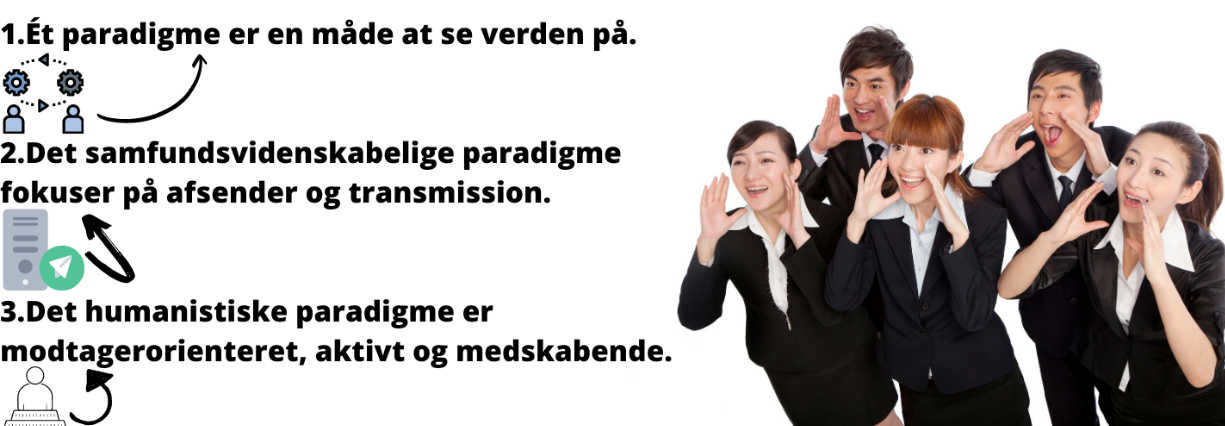 1.Ét paradigme er en måde at se verden på.
2.Det samfundsvidenskabelige paradigme
fokuser på afsender og transmission.
3.Det humanistiske paradigme er
modtagerorienteret, aktivt og medskabende.